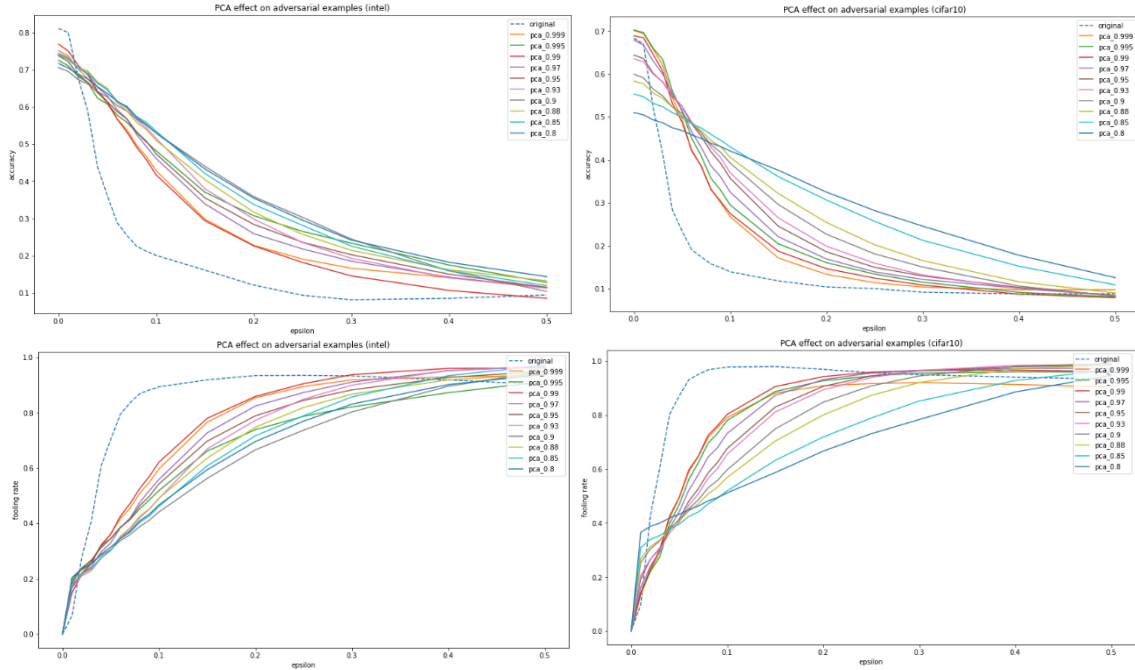 PCA effect on adversarial examples (intel)
accuracy
0.8
0.7
0.6
0.5
0.4
0.3
0.2
0.1
0.0
0.1
0.2
0.3
0.4
0.5
epsilon
original
pca_0.999
pca_0.995
pca_0.99
pca_0.97
pca_0.95
pca_0.93
pca_0.9
pca_0.88
pca_0.85
pca_0.8
PCA effect on adversarial examples (cifar10)
accuracy
0.7
0.6
0.5
0.4
0.3
0.2
0.1
0.0
0.1
0.2
0.3
0.4
0.5
epsilon
original
pca_0.999
pca_0.995
pca_0.99
pca_0.97
pca_0.95
pca_0.93
pca_0.9
pca_0.88
pca_0.85
pca_0.8
PCA effect on adversarial examples (intel)
fooling rate
1.0
0.8
0.6
0.4
0.2
0.0
0.0
0.1
0.2
0.3
0.4
0.5
epsilon
original
pca_0.999
pca_0.995
pca_0.99
pca_0.97
pca_0.95
pca_0.93
pca_0.9
pca_0.88
pca_0.85
pca_0.8
PCA effect on adversarial examples (cifar10)
fooling rate
1.0
0.8
0.6
0.4
0.2
0.0
0.0
0.1
0.2
0.3
0.4
0.5
epsilon
original
pca_0.999
pca_0.995
pca_0.99
pca_0.97
pca_0.95
pca_0.93
pca_0.9
pca_0.88
pca_0.85
pca_0.8